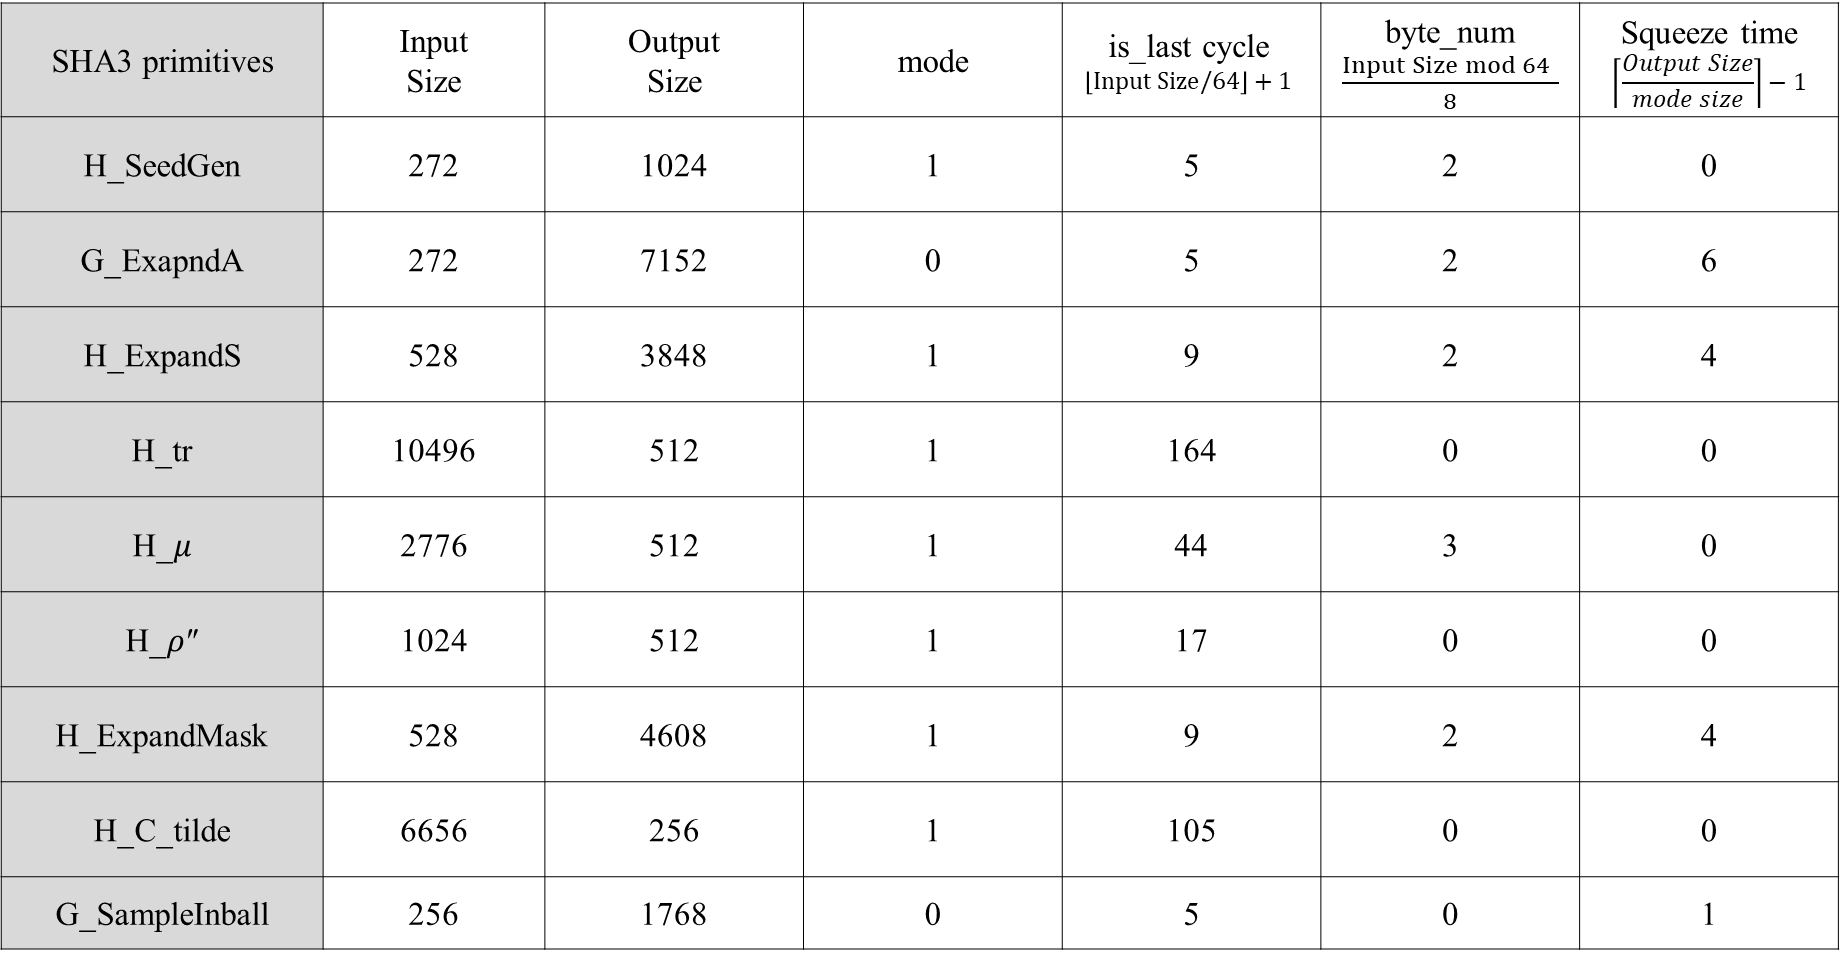 SHA3 primitives
Input
Size
Output
Size
mode
is_last cycle
⌊Input Size/64⌋ + 1
byte_num
Input Size mod 64
8
Squeeze time
⌈Output Size/mode size⌉ − 1
H_SeedGen 272 1024 1 5 2 0
G_ExapndA 272 7152 0 5 2 6
H_ExpandS 528 3848 1 9 2 4
H_tr 10496 512 1 164 0 0
H_μ 2776 512 1 44 3 0
H_ρ″ 1024 512 1 17 0 0
H_ExpandMask 528 4608 1 9 2 4
H_C_tilde 6656 256 1 105 0 0
G_SampleInball 256 1768 0 5 0 1